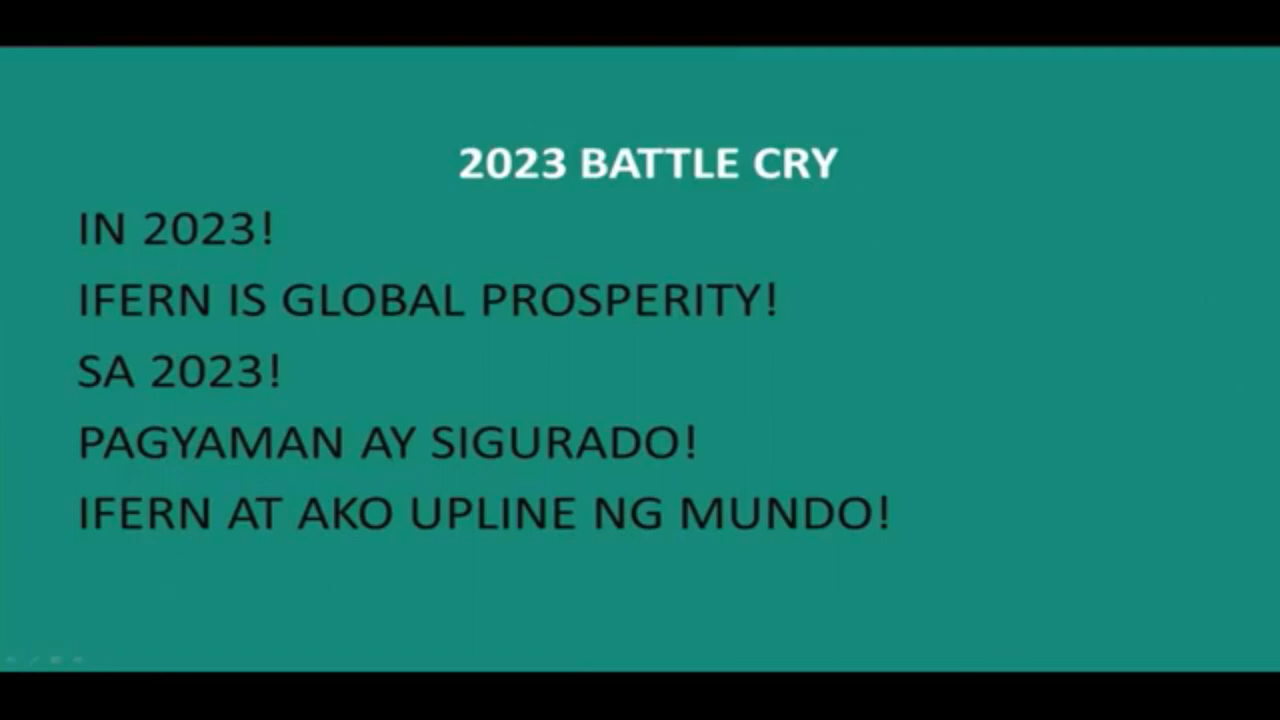 2023 BATTLE CRY
IN 2023!
IFERN IS GLOBAL PROSPERITY!
SA 2023!
PAGYAMAN AY SIGURADO!
IFERN AT AKO UPLINE NG MUNDO!